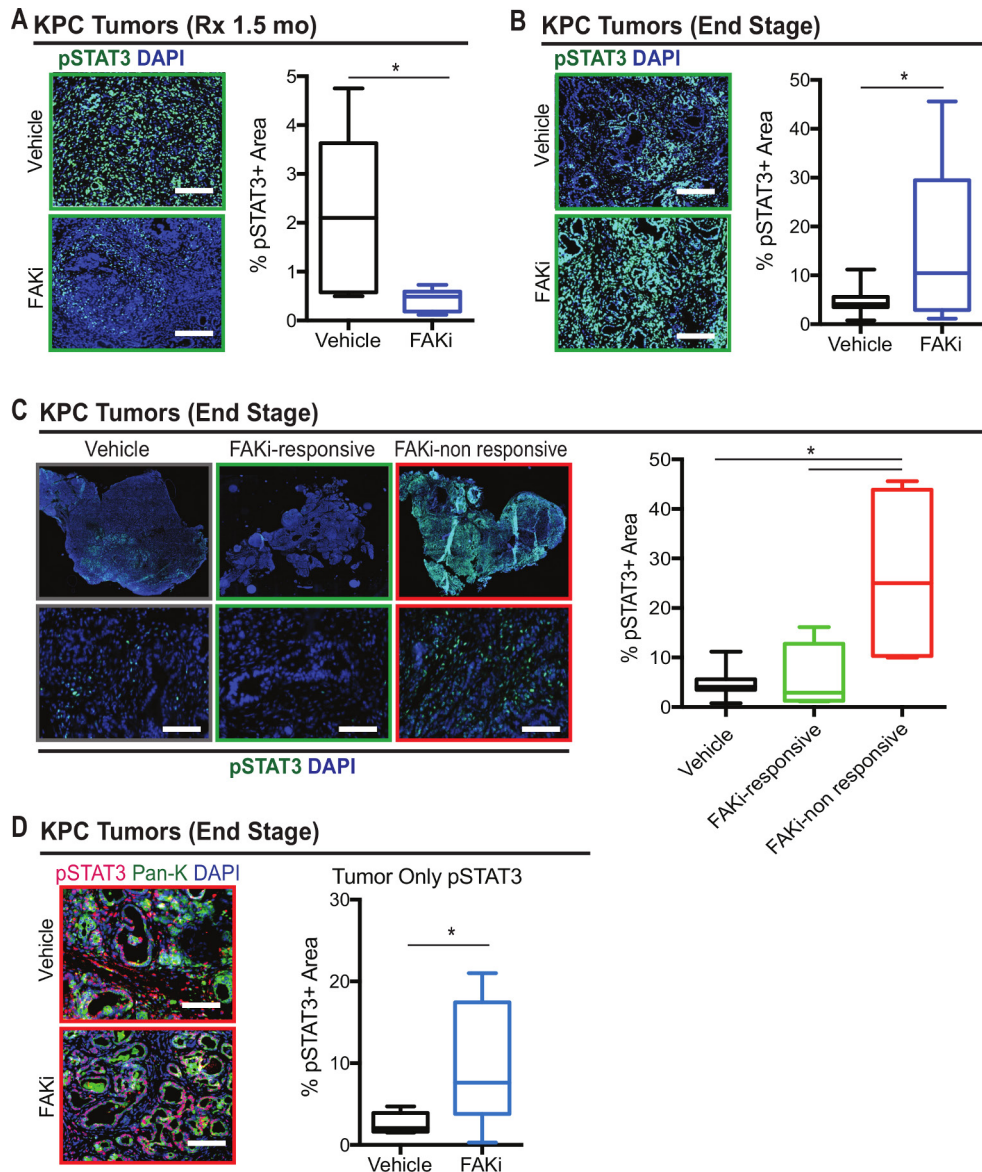 A KPC Tumors (Rx 1.5 mo)
pSTAT3 DAPI
Vehicle
FAKi
% pSTAT3+ Area
5
4
3
2
1
0
*
Vehicle FAKi
B KPC Tumors (End Stage)
pSTAT3 DAPI
Vehicle
FAKi
% pSTAT3+ Area
50
40
30
20
10
0
*
Vehicle FAKi
C KPC Tumors (End Stage)
Vehicle FAKi-responsive FAKi-non responsive
pSTAT3 DAPI
% pSTAT3+ Area
50
40
30
20
10
0
*
Vehicle
FAKi-responsive
FAKi-non responsive
D KPC Tumors (End Stage)
pSTAT3 Pan-K DAPI
Vehicle
FAKi
Tumor Only pSTAT3
% pSTAT3+ Area
30
20
10
0
*
Vehicle FAKi